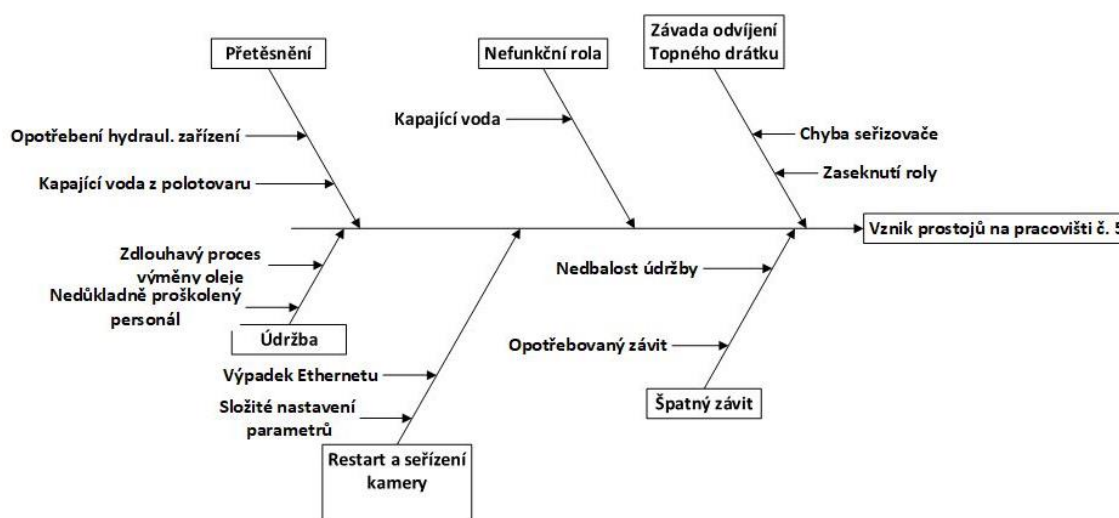 Závada odvíjení
Topného drátku
Přetěsnění
Nefunkční rola
Kapající voda
Opotřebení hydraul. zařízení
Chyba seřizovače
Zaseknutí roly
Kapající voda z polotovaru
Vznik prostojů na pracovišti č. 5
Zdlouhavý proces
výměny oleje
Nedůkladně proškolený
personál
Nedbalost údržby
Údržba
Opotřebovaný závit
Výpadek Ethernetu
Složité nastavení
parametrů
Špatný závit
Restart a seřízení
kamery